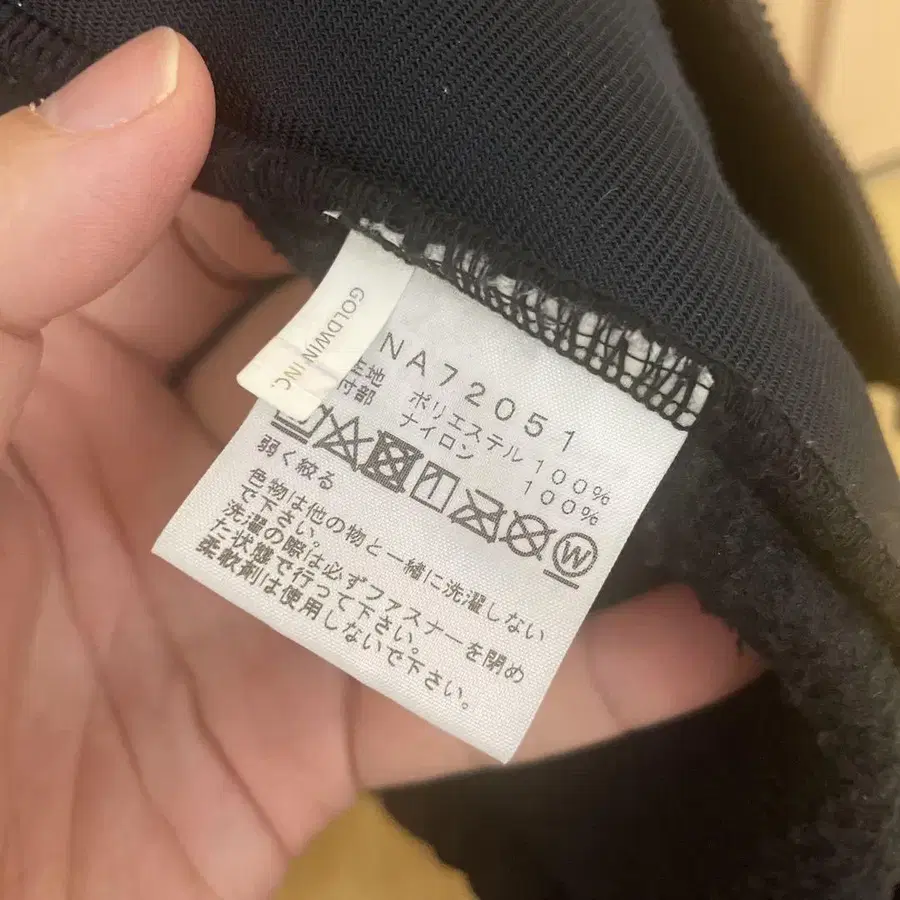 GOLDWIN INC.
NA72051
生地 ポリエステル 100%
付部 ナイロン 100%
W
弱く絞る
色物は他の物と一緒に洗濯しない
で下さい。
洗濯の際は必ずファスナーを閉め
た状態で行って下さい。
柔軟剤は使用しないで下さい。